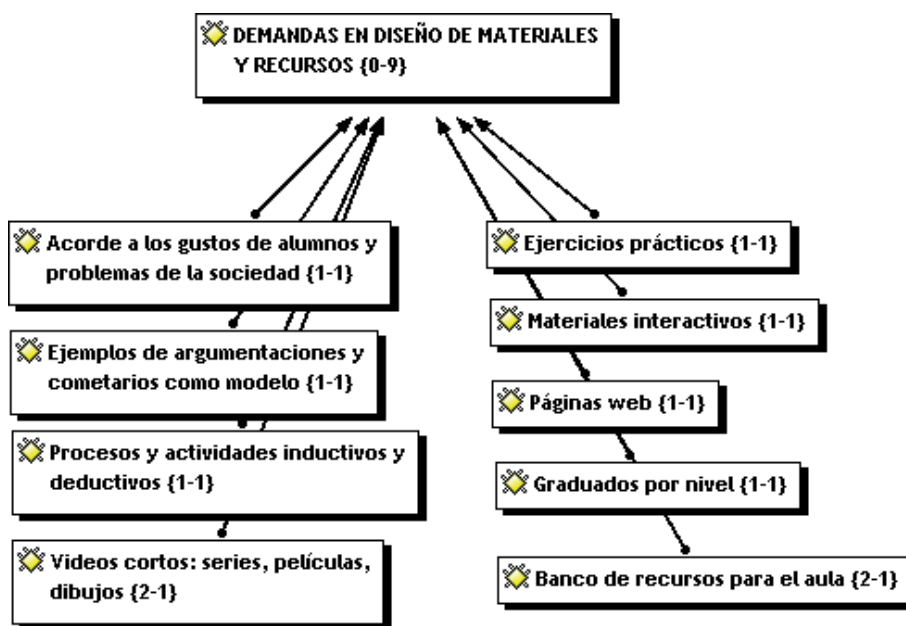 DEMANDAS EN DISEÑO DE MATERIALES
Y RECURSOS {0-9}
Acorde a los gustos de alumnos y
problemas de la sociedad {1-1}
Ejemplos de argumentaciones y
cometarios como modelo {1-1}
Procesos y actividades inductivos y
deductivos {1-1}
Videos cortos: series, películas,
dibujos {2-1}
Ejercicios prácticos {1-1}
Materiales interactivos {1-1}
Páginas web {1-1}
Graduados por nivel {1-1}
Banco de recursos para el aula {2-1}